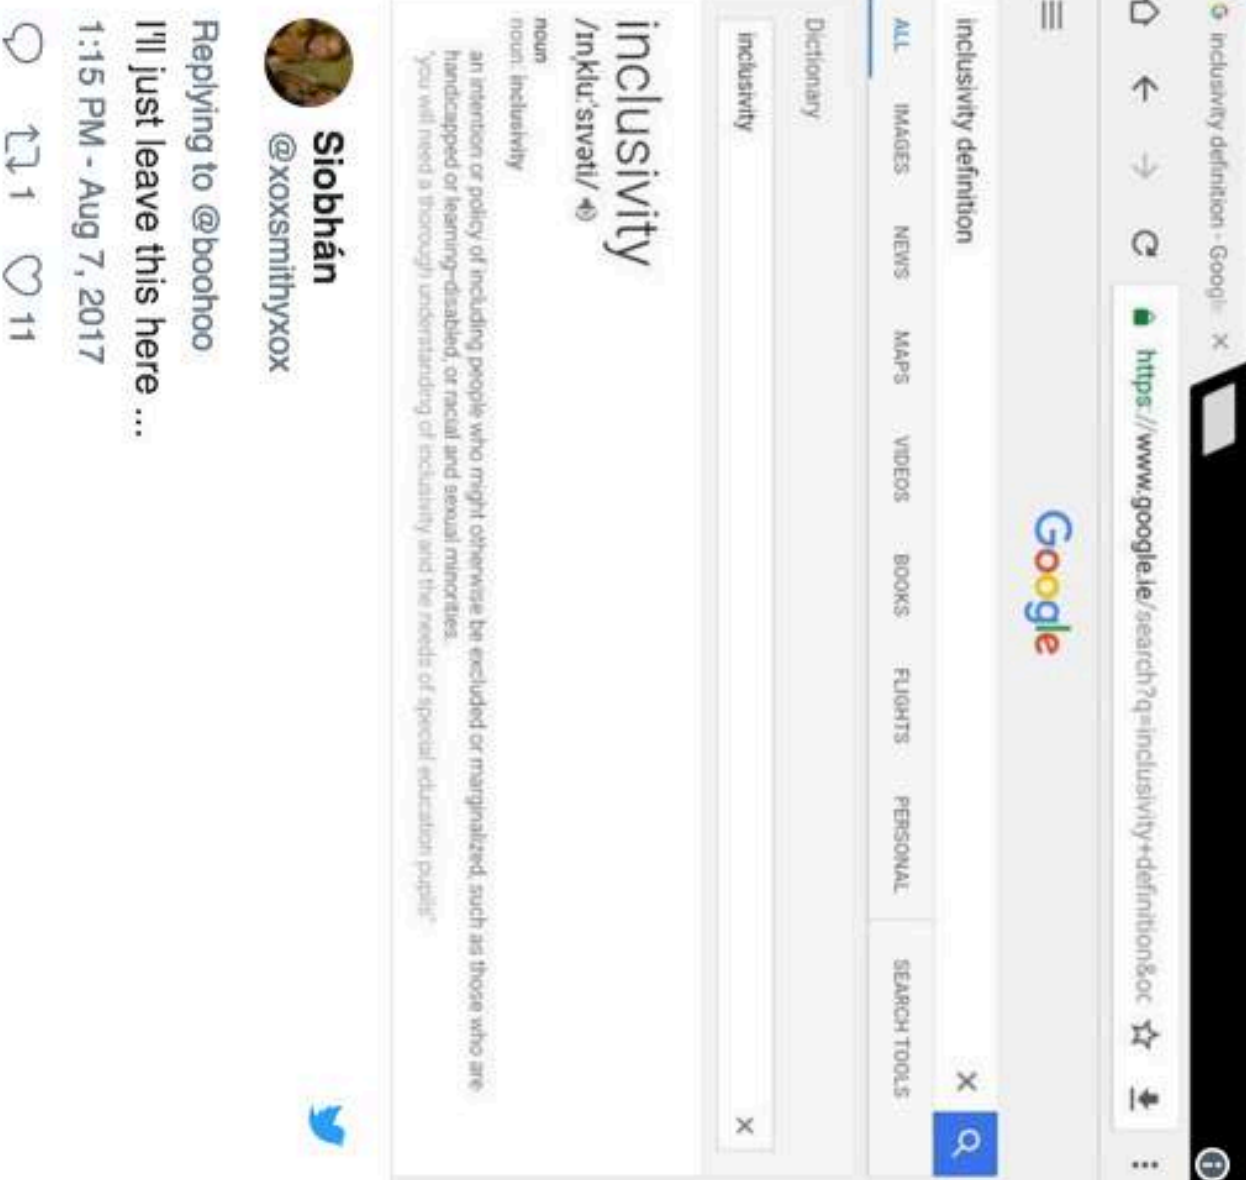 inclusivity definition - Googl
https://www.google.ie/search?q=inclusivity+definition&oc
Google
inclusivity definition
ALL IMAGES NEWS MAPS VIDEOS BOOKS FLIGHTS PERSONAL SEARCH TOOLS
Dictionary
inclusivity
inclusivity
/ɪnˌkluːˈsɪvəti/
noun
noun: inclusivity
an intention or policy of including people who might otherwise be excluded or marginalized, such as those who are
handicapped or learning-disabled, or racial and sexual minorities.
"you will need a thorough understanding of inclusivity and the needs of special education pupils"
Siobhán
@xoxsmithyxox
Replying to @boohoo
I'll just leave this here ...
1:15 PM - Aug 7, 2017
1 11